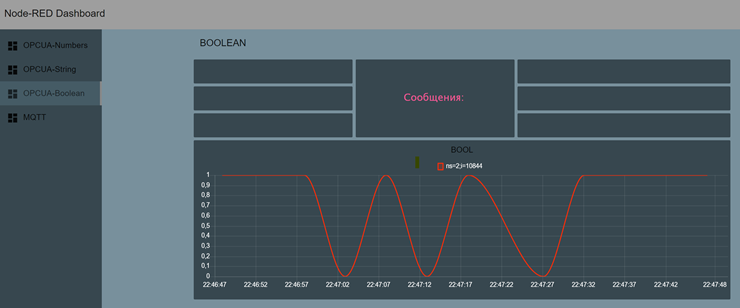 Node-RED Dashboard
OPCUA-Numbers
OPCUA-String
OPCUA-Boolean
MQTT
BOOLEAN
Сообщения:
BOOL
ns=2;i=10844
1
0,9
0,8
0,7
0,6
0,5
0,4
0,3
0,2
0,1
0
22:46:47 22:46:52 22:46:57 22:47:02 22:47:07 22:47:12 22:47:17 22:47:22 22:47:27 22:47:32 22:47:37 22:47:42 22:47:48